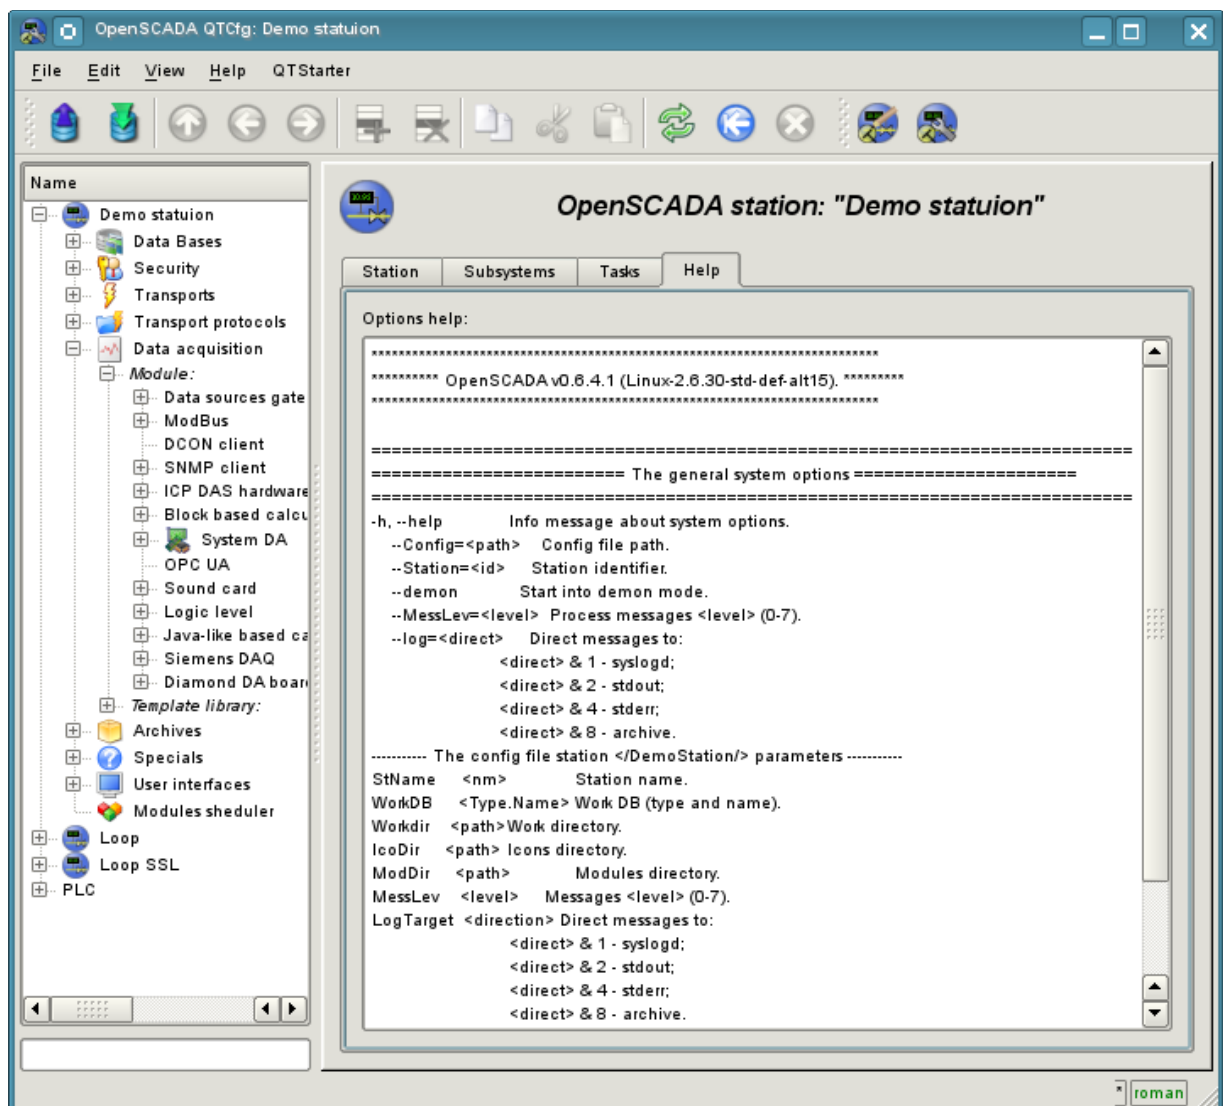 OpenSCADA QTCfg: Demo statuion
File Edit View Help QTStarter
Name
Demo statuion
Data Bases
Security
Transports
Transport protocols
Data acquisition
Module:
Data sources gate
ModBus
DCON client
SNMP client
ICP DAS hardware
Block based calcu
System DA
OPC UA
Sound card
Logic level
Java-like based ca
Siemens DAQ
Diamond DA boar
Template library:
Archives
Specials
User interfaces
Modules sheduler
Loop
Loop SSL
PLC
OpenSCADA station: "Demo statuion"
Station Subsystems Tasks Help
Options help:
***************************************************************************
********** OpenSCADA v0.6.4.1 (Linux-2.6.30-std-def-alt15). *********
***************************************************************************
===========================================================================
========================= The general system options ======================
===========================================================================
-h, --help Info message about system options.
--Config=<path> Config file path.
--Station=<id> Station identifier.
--demon Start into demon mode.
--MessLev=<level> Process messages <level> (0-7).
--log=<direct> Direct messages to:
<direct> & 1 - syslogd;
<direct> & 2 - stdout;
<direct> & 4 - stderr;
<direct> & 8 - archive.
----------- The config file station </DemoStation/> parameters -----------
StName <nm> Station name.
WorkDB <Type.Name> Work DB (type and name).
Workdir <path>Work directory.
IcoDir <path> Icons directory.
ModDir <path> Modules directory.
MessLev <level> Messages <level> (0-7).
LogTarget <direction> Direct messages to:
<direct> & 1 - syslogd;
<direct> & 2 - stdout;
<direct> & 4 - stderr;
<direct> & 8 - archive.
* roman